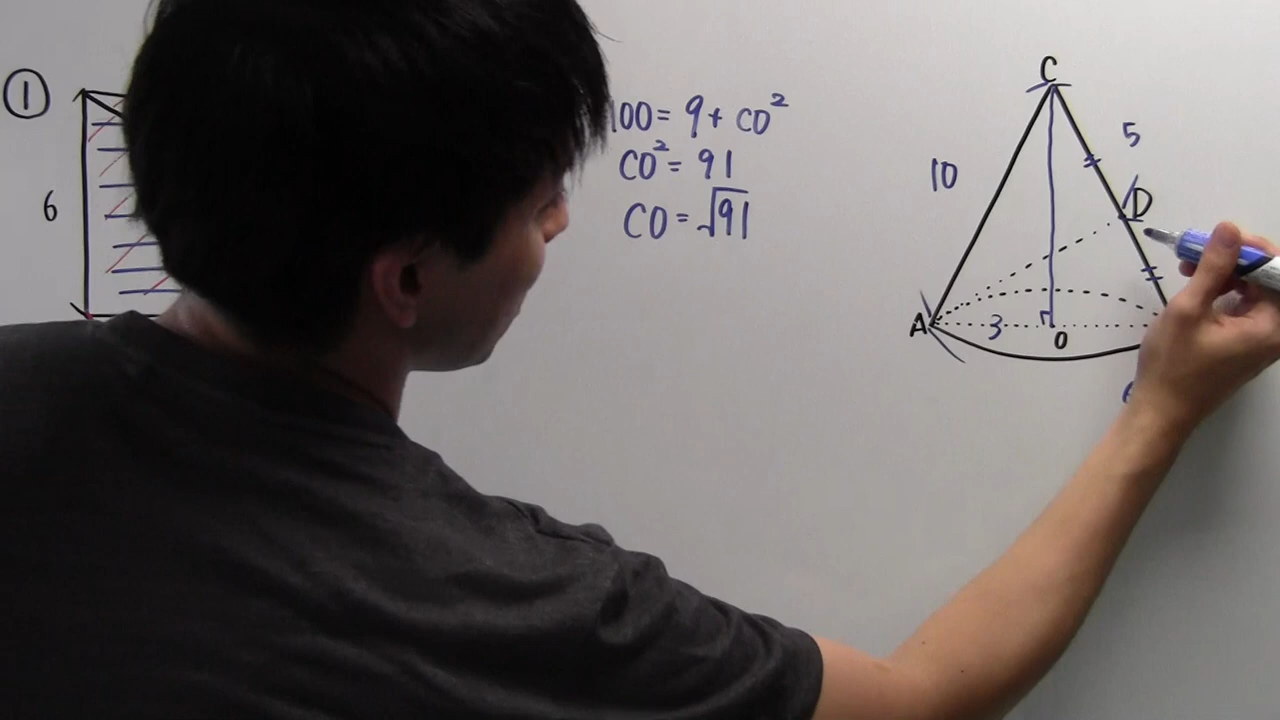 ①
6
100 = 9 + CO²
CO² = 91
CO = √91
C
5
10
D
A
3
O